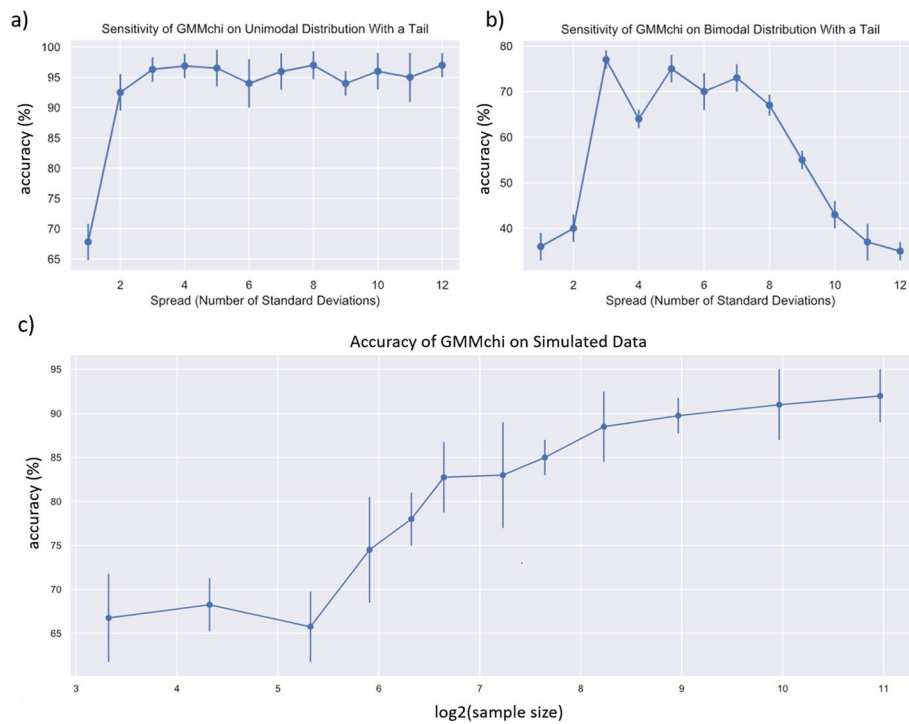 a)
Sensitivity of GMMchi on Unimodal Distribution With a Tail
accuracy (%)
100
95
90
85
80
75
70
65
2 4 6 8 10 12
Spread (Number of Standard Deviations)
b)
Sensitivity of GMMchi on Bimodal Distribution With a Tail
accuracy (%)
80
70
60
50
40
2 4 6 8 10 12
Spread (Number of Standard Deviations)
c)
Accuracy of GMMchi on Simulated Data
accuracy (%)
95
90
85
80
75
70
65
3 4 5 6 7 8 9 10 11
log2(sample size)